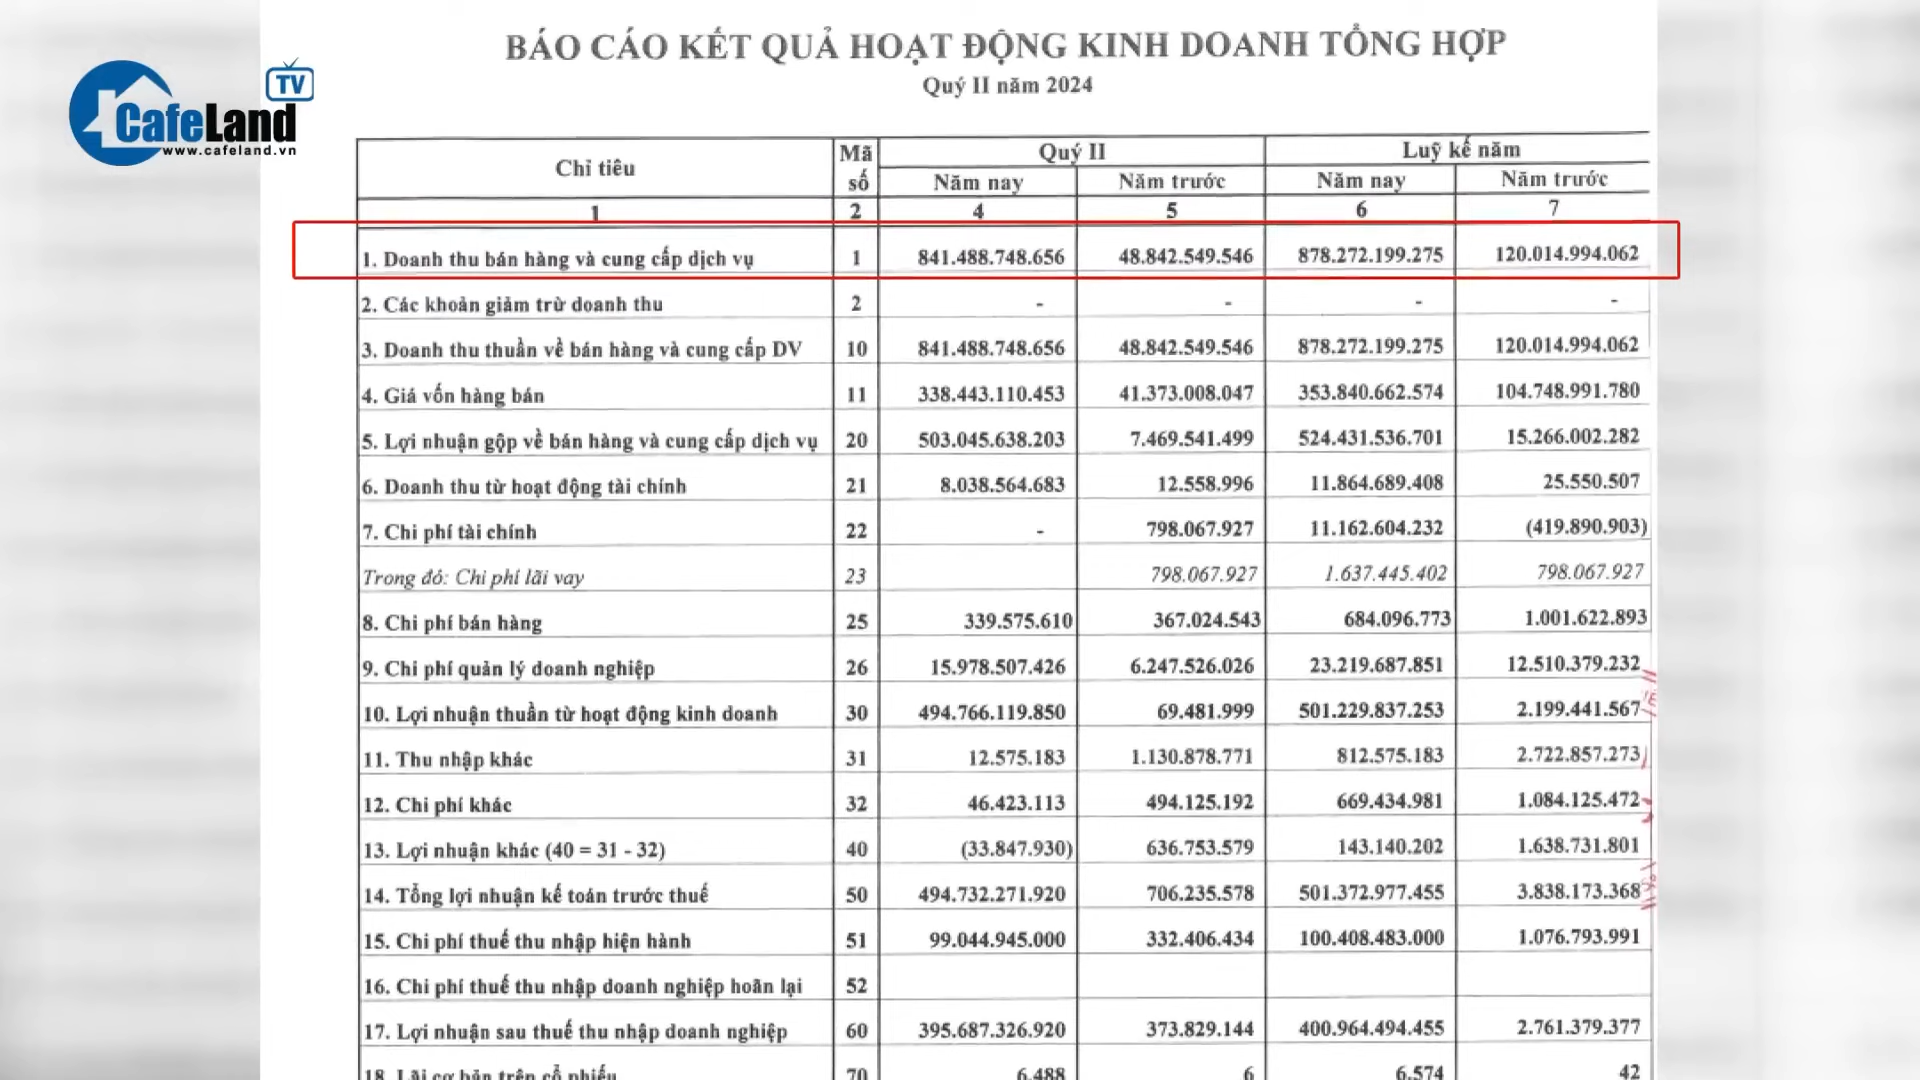 BÁO CÁO KẾT QUẢ HOẠT ĐỘNG KINH DOANH TỔNG HỢP
Quý II năm 2024
TV
CafeLand
www.cafeland.vn
Chỉ tiêu Mã số Quý II Luỹ kế năm
Năm nay Năm trước Năm nay Năm trước
1 2 4 5 6 7
1. Doanh thu bán hàng và cung cấp dịch vụ 1 841.488.748.656 48.842.549.546 878.272.199.275 120.014.994.062
2. Các khoản giảm trừ doanh thu 2 - - - -
3. Doanh thu thuần về bán hàng và cung cấp DV 10 841.488.748.656 48.842.549.546 878.272.199.275 120.014.994.062
4. Giá vốn hàng bán 11 338.443.110.453 41.373.008.047 353.840.662.574 104.748.991.780
5. Lợi nhuận gộp về bán hàng và cung cấp dịch vụ 20 503.045.638.203 7.469.541.499 524.431.536.701 15.266.002.282
6. Doanh thu từ hoạt động tài chính 21 8.038.564.683 12.558.996 11.864.689.408 25.550.507
7. Chi phí tài chính 22 - 798.067.927 11.162.604.232 (419.890.903)
Trong đó: Chi phí lãi vay 23 798.067.927 1.637.445.402 798.067.927
8. Chi phí bán hàng 25 339.575.610 367.024.543 684.096.773 1.001.622.893
9. Chi phí quản lý doanh nghiệp 26 15.978.507.426 6.247.526.026 23.219.687.851 12.510.379.232
10. Lợi nhuận thuần từ hoạt động kinh doanh 30 494.766.119.850 69.481.999 501.229.837.253 2.199.441.567
11. Thu nhập khác 31 12.575.183 1.130.878.771 812.575.183 2.722.857.273
12. Chi phí khác 32 46.423.113 494.125.192 669.434.981 1.084.125.472
13. Lợi nhuận khác (40 = 31 - 32) 40 (33.847.930) 636.753.579 143.140.202 1.638.731.801
14. Tổng lợi nhuận kế toán trước thuế 50 494.732.271.920 706.235.578 501.372.977.455 3.838.173.368
15. Chi phí thuế thu nhập hiện hành 51 99.044.945.000 332.406.434 100.408.483.000 1.076.793.991
16. Chi phí thuế thu nhập doanh nghiệp hoãn lại 52
17. Lợi nhuận sau thuế thu nhập doanh nghiệp 60 395.687.326.920 373.829.144 400.964.494.455 2.761.379.377
18. Lãi cơ bản trên cổ phiếu 70 6.488 6 6.574 42